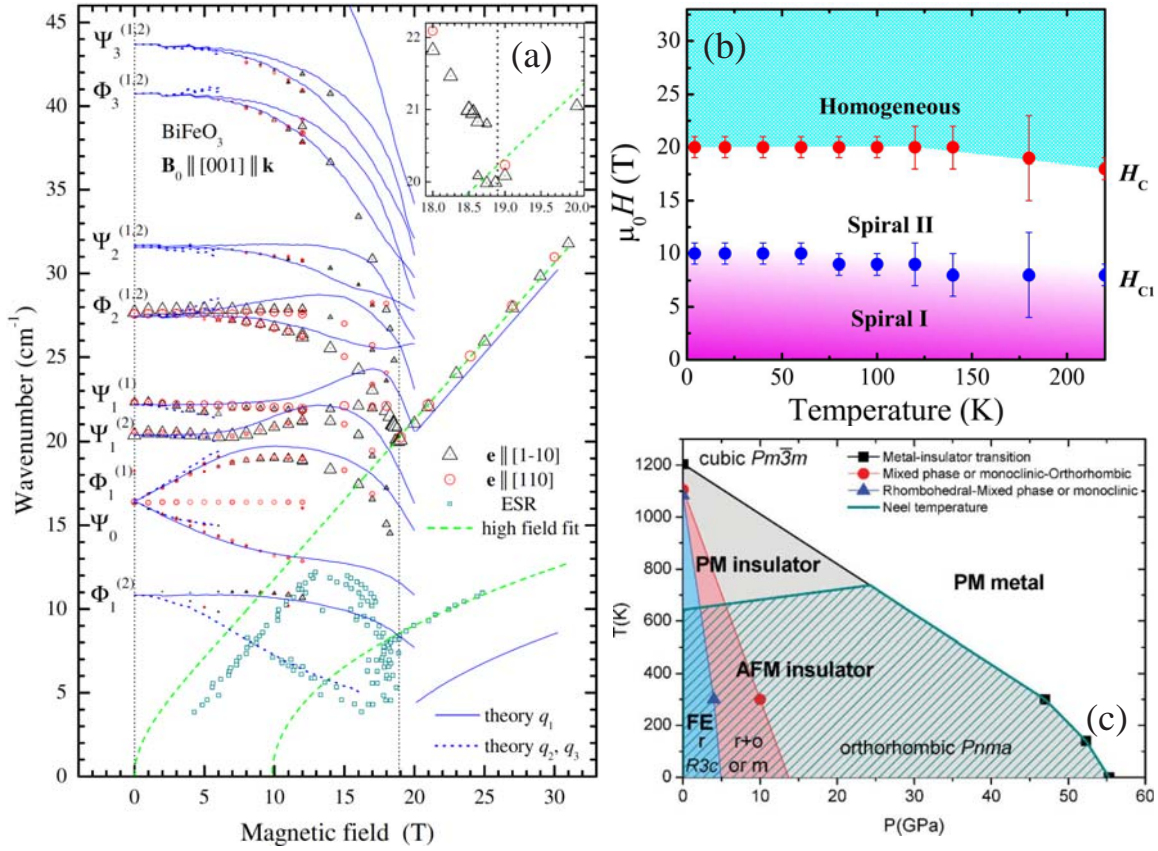 (a)
Wavenumber (cm⁻¹)
45
40
35
30
25
20
15
10
5
0
Ψ₃⁽¹,²⁾
Φ₃⁽¹,²⁾
Ψ₂⁽¹,²⁾
Φ₂⁽¹,²⁾
Ψ₁⁽¹⁾
Ψ₁⁽²⁾
Φ₁⁽¹⁾
Ψ₀
Φ₁⁽²⁾
BiFeO₃
B₀ ∥ [001] ∥ k
22
21
20
18.0 18.5 19.0 19.5 20.0
e ∥ [1-10]
e ∥ [110]
ESR
high field fit
theory q₁
theory q₂, q₃
0 5 10 15 20 25 30
Magnetic field (T)
(b)
μ₀H (T)
30
25
20
15
10
5
0
Homogeneous
Spiral II
Spiral I
H_C
H_C1
0 50 100 150 200
Temperature (K)
(c)
T(K)
1200
1000
800
600
400
200
0
cubic Pm3̅m
Metal-insulator transition
Mixed phase or monoclinic-Orthorhombic
Rhombohedral-Mixed phase or monoclinic
Neel temperature
PM insulator
PM metal
AFM insulator
FE
r
R3c
r+o
or m
orthorhombic Pnma
0 10 20 30 40 50 60
P(GPa)